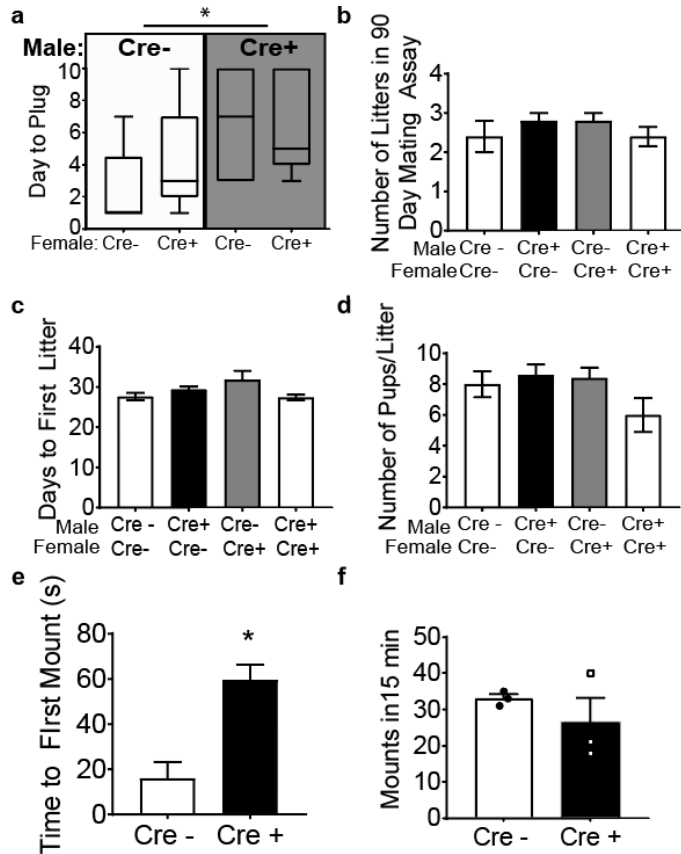 a
*
Male: Cre- Cre+
Day to Plug
10
8
6
4
2
0
Female: Cre- Cre+ Cre- Cre+
b
Number of Litters in 90
Day Mating Assay
4
3
2
1
0
Male Cre - Cre+ Cre- Cre+
Female Cre- Cre- Cre+ Cre+
c
Days to First Litter
40
30
20
10
0
Male Cre - Cre+ Cre- Cre+
Female Cre- Cre- Cre+ Cre+
d
Number of Pups/Litter
10
8
6
4
2
0
Male Cre - Cre+ Cre- Cre+
Female Cre- Cre- Cre+ Cre+
e
Time to FIrst Mount (s)
80
60
40
20
0
*
Cre - Cre +
f
Mounts in15 min
50
40
30
20
10
0
Cre - Cre +